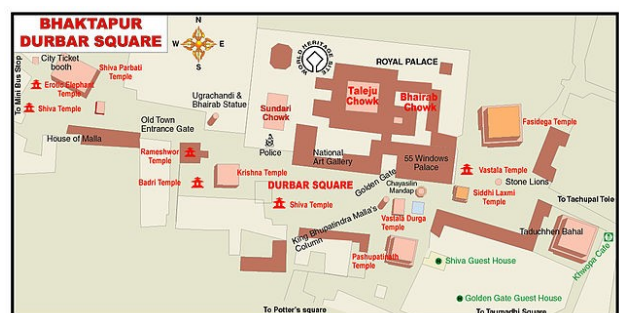 BHAKTAPUR
DURBAR SQUARE
N
W
E
S
WORLD HERITAGE SITE
ROYAL PALACE
To Mini Bus Stop
City Ticket
booth
Shiva Parbati
Temple
Erotic Elephant
Temple
Shiva Temple
Ugrachandi &
Bhairab Statue
Taleju
Chowk
Bhairab
Chowk
Sundari
Chowk
Fasidega Temple
Old Town
Entrance Gate
House of Malla
Rameshwor
Temple
Police
National
Art Gallery
55 Windows
Palace
Vastala Temple
Stone Lions
Badri Temple
Krishna Temple
DURBAR SQUARE
Golden Gate
Chayasilin
Mandap
Siddhi Laxmi
Temple
To Tachupal Tole
Shiva Temple
King Bhupatindra Malla's
Column
Vastala Durga
Temple
Taduchhen Bahal
Pashupatinath
Temple
Shiva Guest House
Khwopa Cafe
Golden Gate Guest House
To Potter's square
To Taumadhi Square